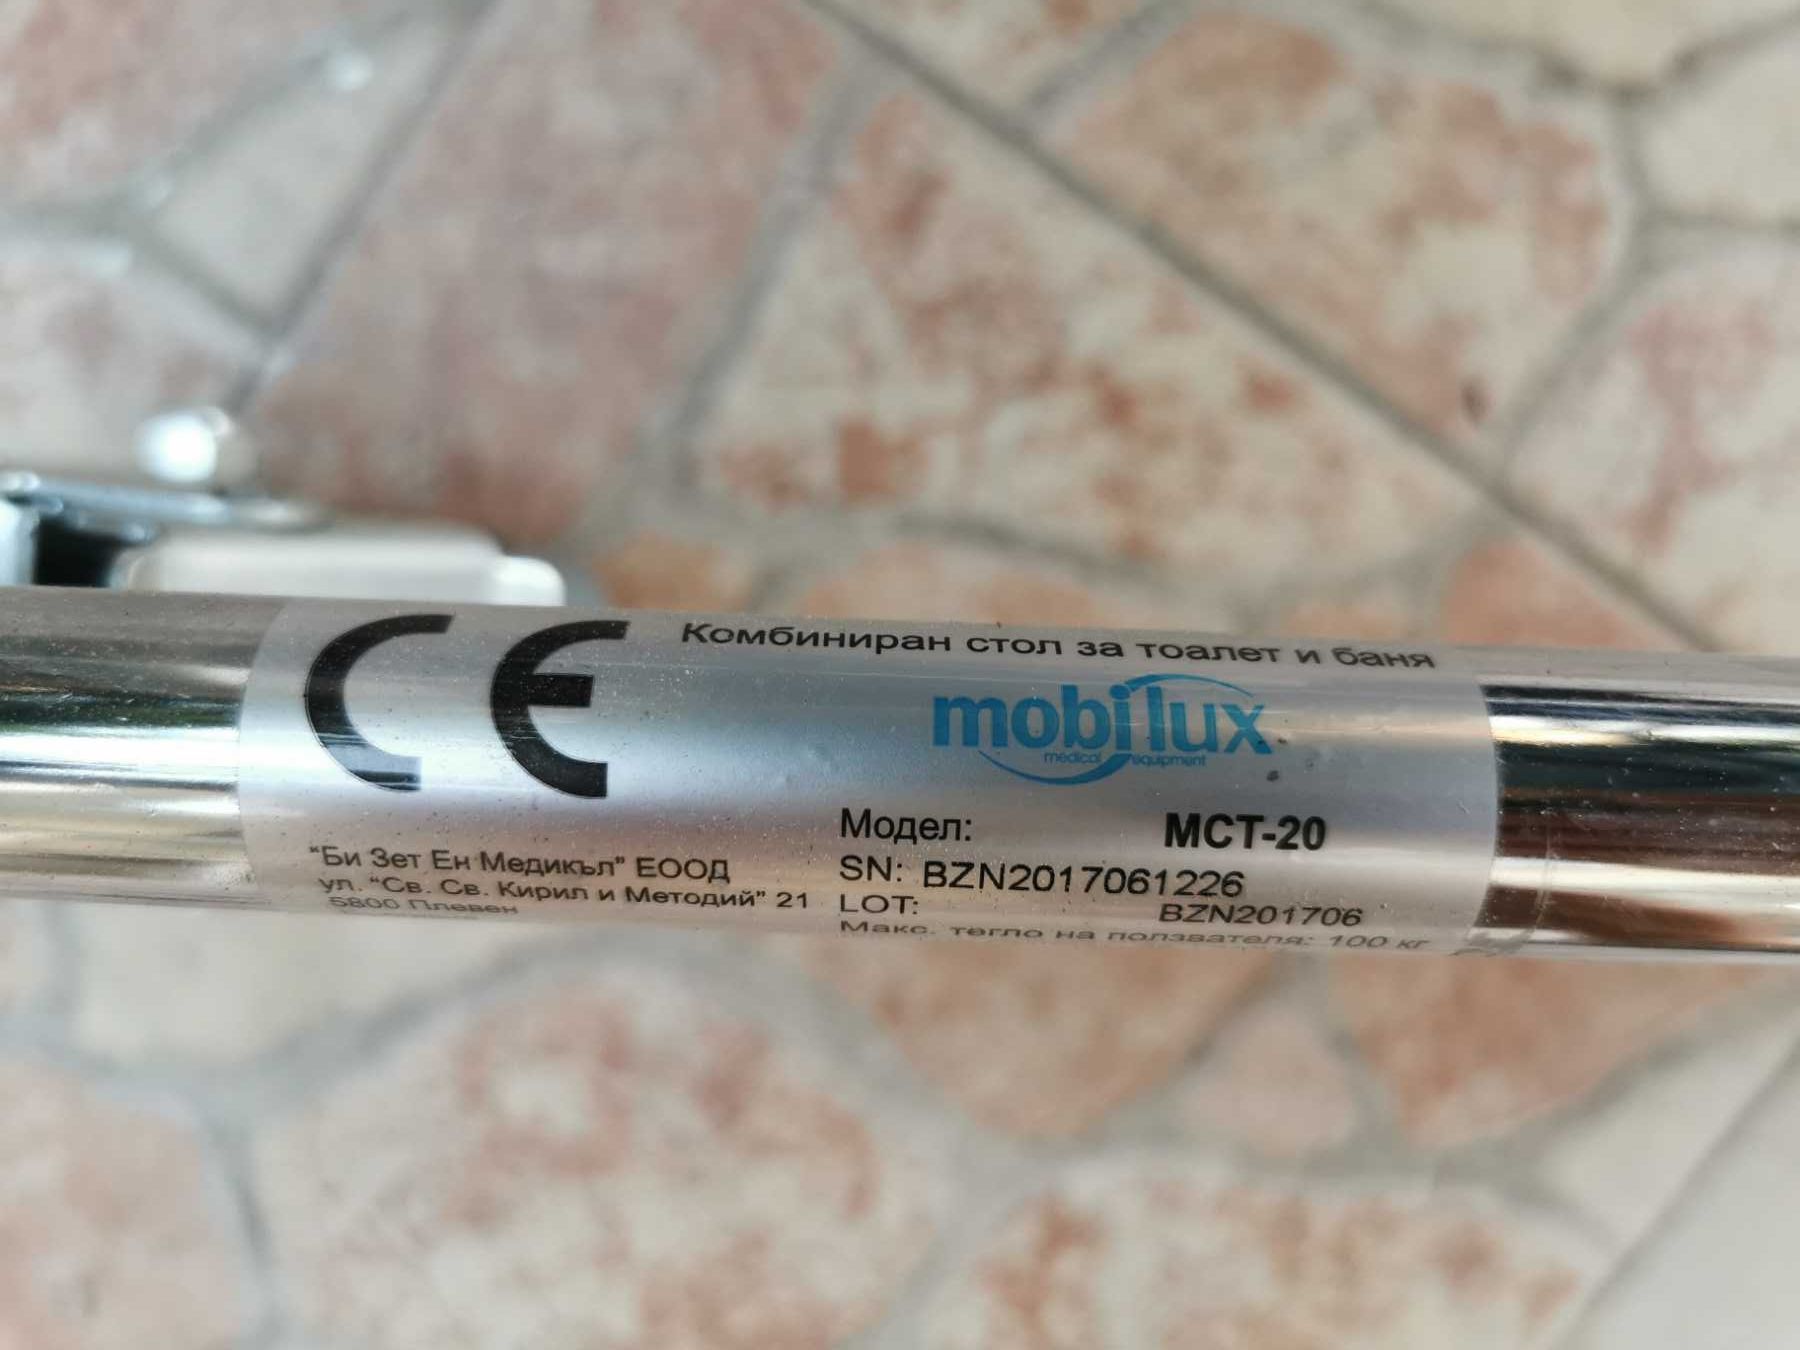 CE
Комбиниран стол за тоалет и баня
mobilux
medical equipment
Модел: MCT-20
SN: BZN2017061226
LOT: BZN201706
Макс. тегло на ползвателя: 100 кг
"Би Зет Ен Медикъл" ЕООД
ул. "Св. Св. Кирил и Методий" 21
5800 Плевен